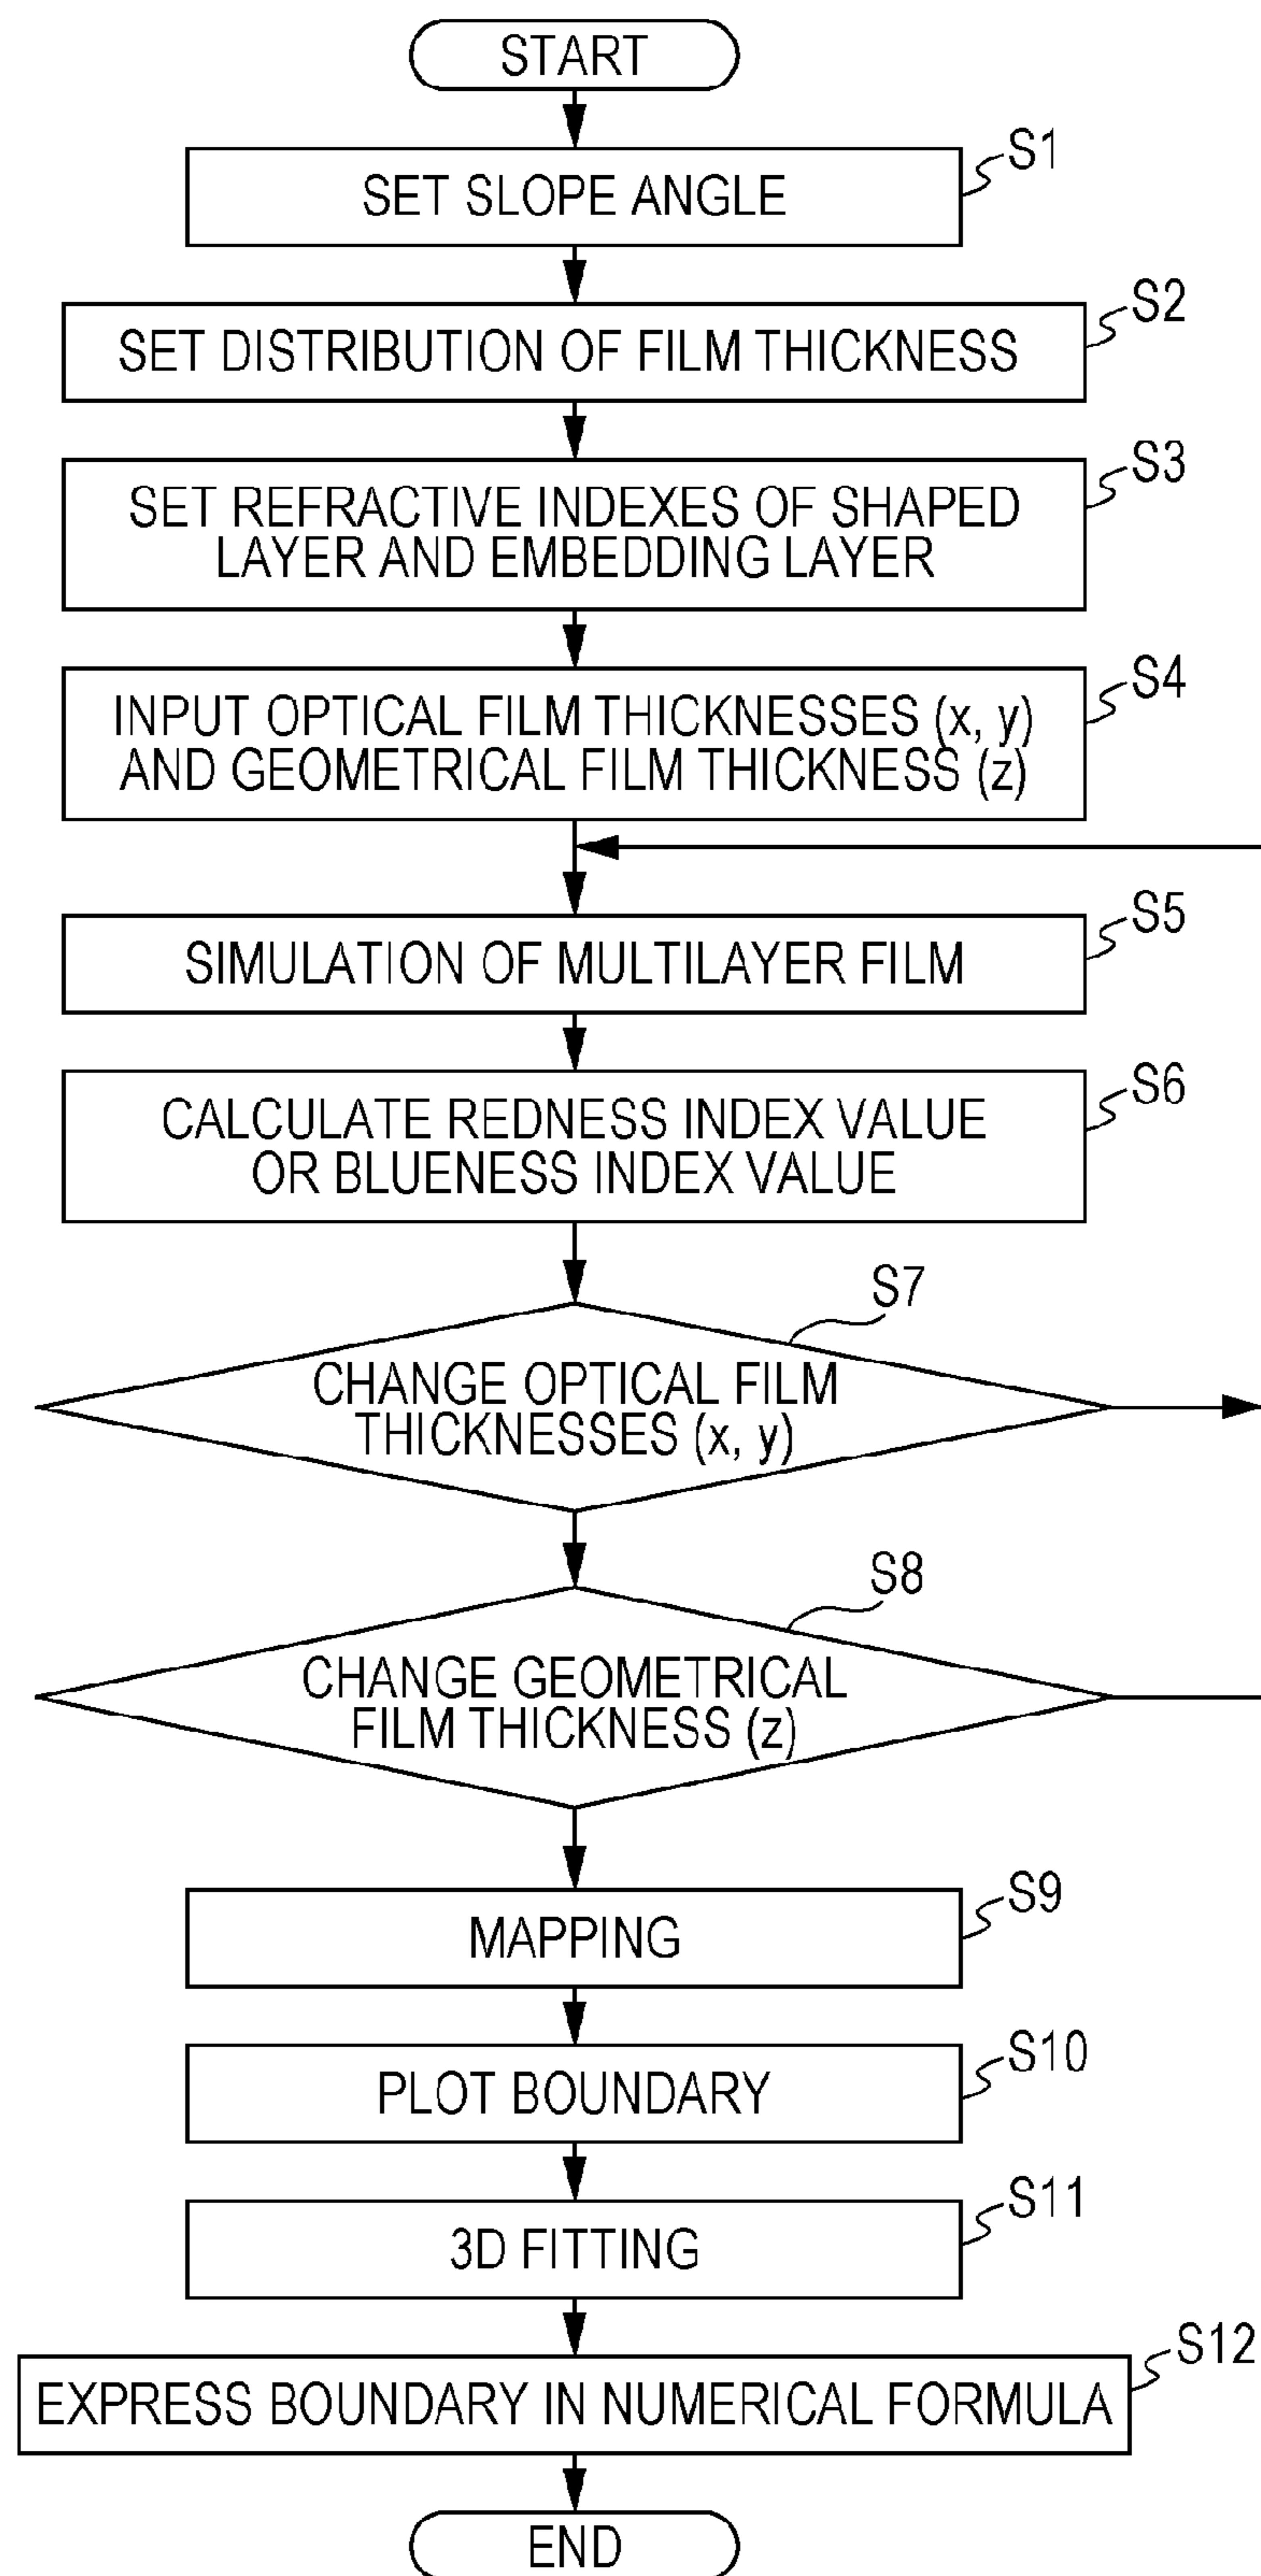 START
S1
SET SLOPE ANGLE
S2
SET DISTRIBUTION OF FILM THICKNESS
S3
SET REFRACTIVE INDEXES OF SHAPED
LAYER AND EMBEDDING LAYER
S4
INPUT OPTICAL FILM THICKNESSES (x, y)
AND GEOMETRICAL FILM THICKNESS (z)
S5
SIMULATION OF MULTILAYER FILM
S6
CALCULATE REDNESS INDEX VALUE
OR BLUENESS INDEX VALUE
S7
CHANGE OPTICAL FILM
THICKNESSES (x, y)
S8
CHANGE GEOMETRICAL
FILM THICKNESS (z)
S9
MAPPING
S10
PLOT BOUNDARY
S11
3D FITTING
S12
EXPRESS BOUNDARY IN NUMERICAL FORMULA
END